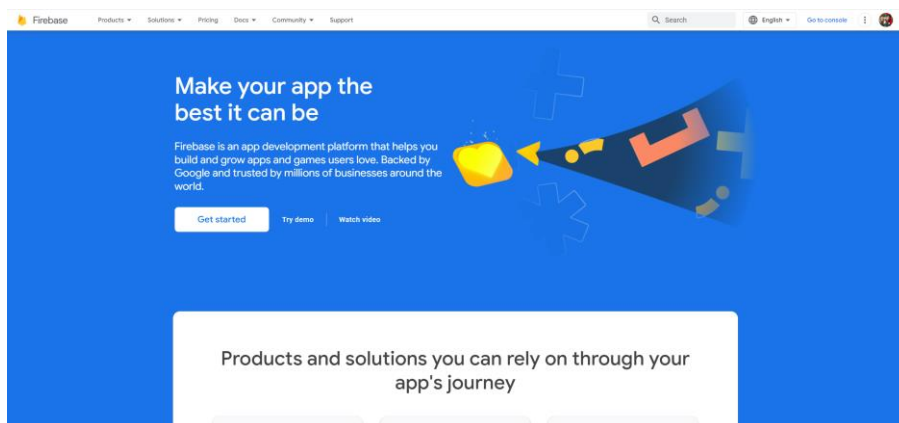 Firebase Products Solutions Pricing Docs Community Support Search English Go to console
Make your app the
best it can be
Firebase is an app development platform that helps you
build and grow apps and games users love. Backed by
Google and trusted by millions of businesses around the
world.
Get started Try demo Watch video
Products and solutions you can rely on through your
app's journey